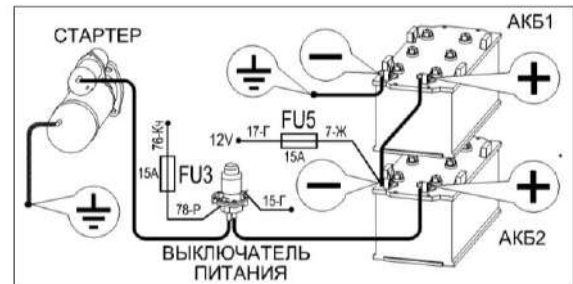 СТАРТЕР
АКБ1
76-Кч
15А
FU3
78-Р
12V
17-Г
FU5
7-Ж
15А
15-Г
ВЫКЛЮЧАТЕЛЬ
ПИТАНИЯ
АКБ2